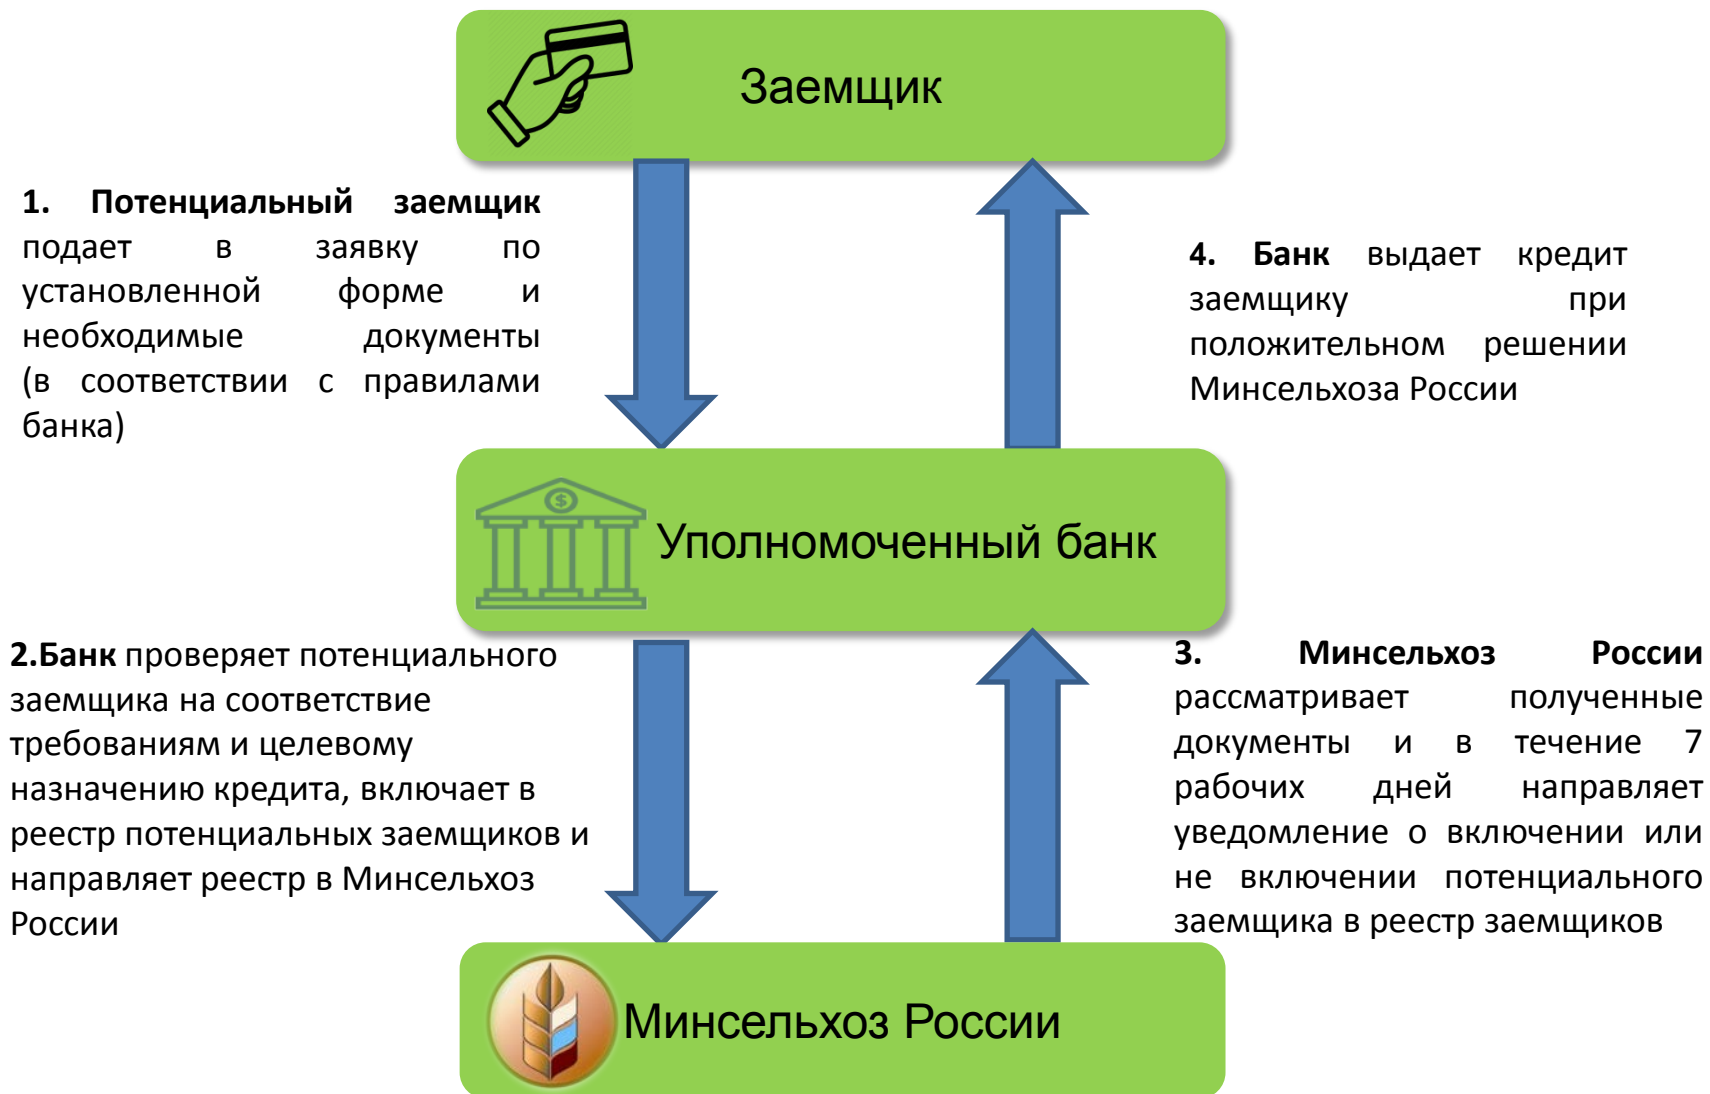 Заемщик
1. Потенциальный заемщик
подает в заявку по
установленной форме и
необходимые документы
(в соответствии с правилами
банка)
4. Банк выдает кредит
заемщику при
положительном решении
Минсельхоза России
Уполномоченный банк
2.Банк проверяет потенциального
заемщика на соответствие
требованиям и целевому
назначению кредита, включает в
реестр потенциальных заемщиков и
направляет реестр в Минсельхоз
России
3. Минсельхоз России
рассматривает полученные
документы и в течение 7
рабочих дней направляет
уведомление о включении или
не включении потенциального
заемщика в реестр заемщиков
Минсельхоз России